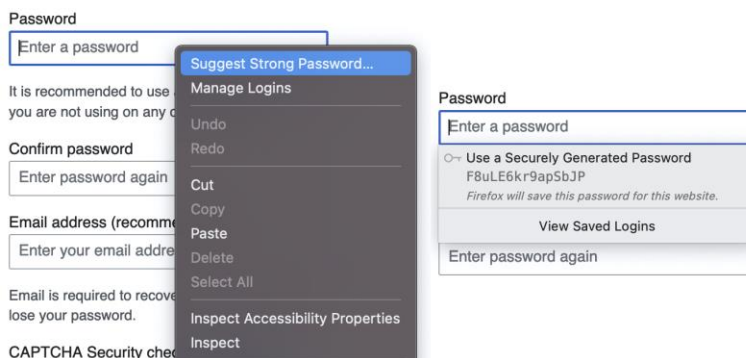 Password
Enter a password
It is recommended to use
you are not using on any
Confirm password
Enter password again
Email address (recomme
Enter your email addre
Email is required to recove
lose your password.
CAPTCHA Security chec
Suggest Strong Password...
Manage Logins
Undo
Redo
Cut
Copy
Paste
Delete
Select All
Inspect Accessibility Properties
Inspect
Password
Enter a password
Use a Securely Generated Password
F8uLE6kr9apSbJP
Firefox will save this password for this website.
View Saved Logins
Enter password again